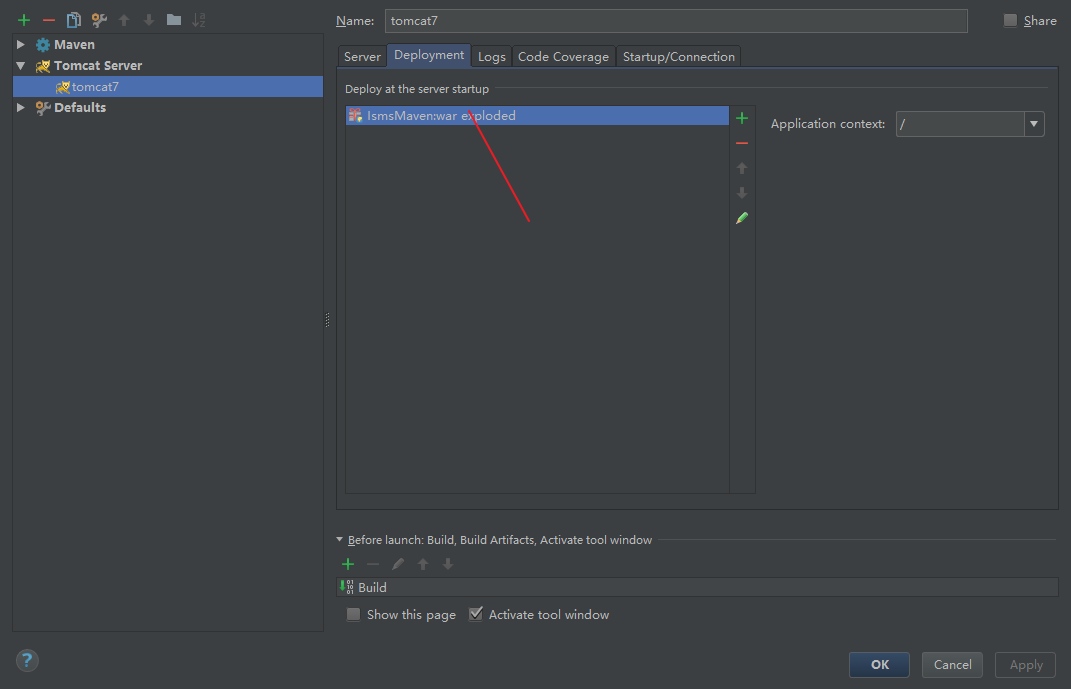 Name: tomcat7 Share
Maven
Tomcat Server
tomcat7
Defaults
Server Deployment Logs Code Coverage Startup/Connection
Deploy at the server startup
IsmsMaven:war exploded
Application context: /
Before launch: Build, Build Artifacts, Activate tool window
Build
Show this page Activate tool window
? OK Cancel Apply